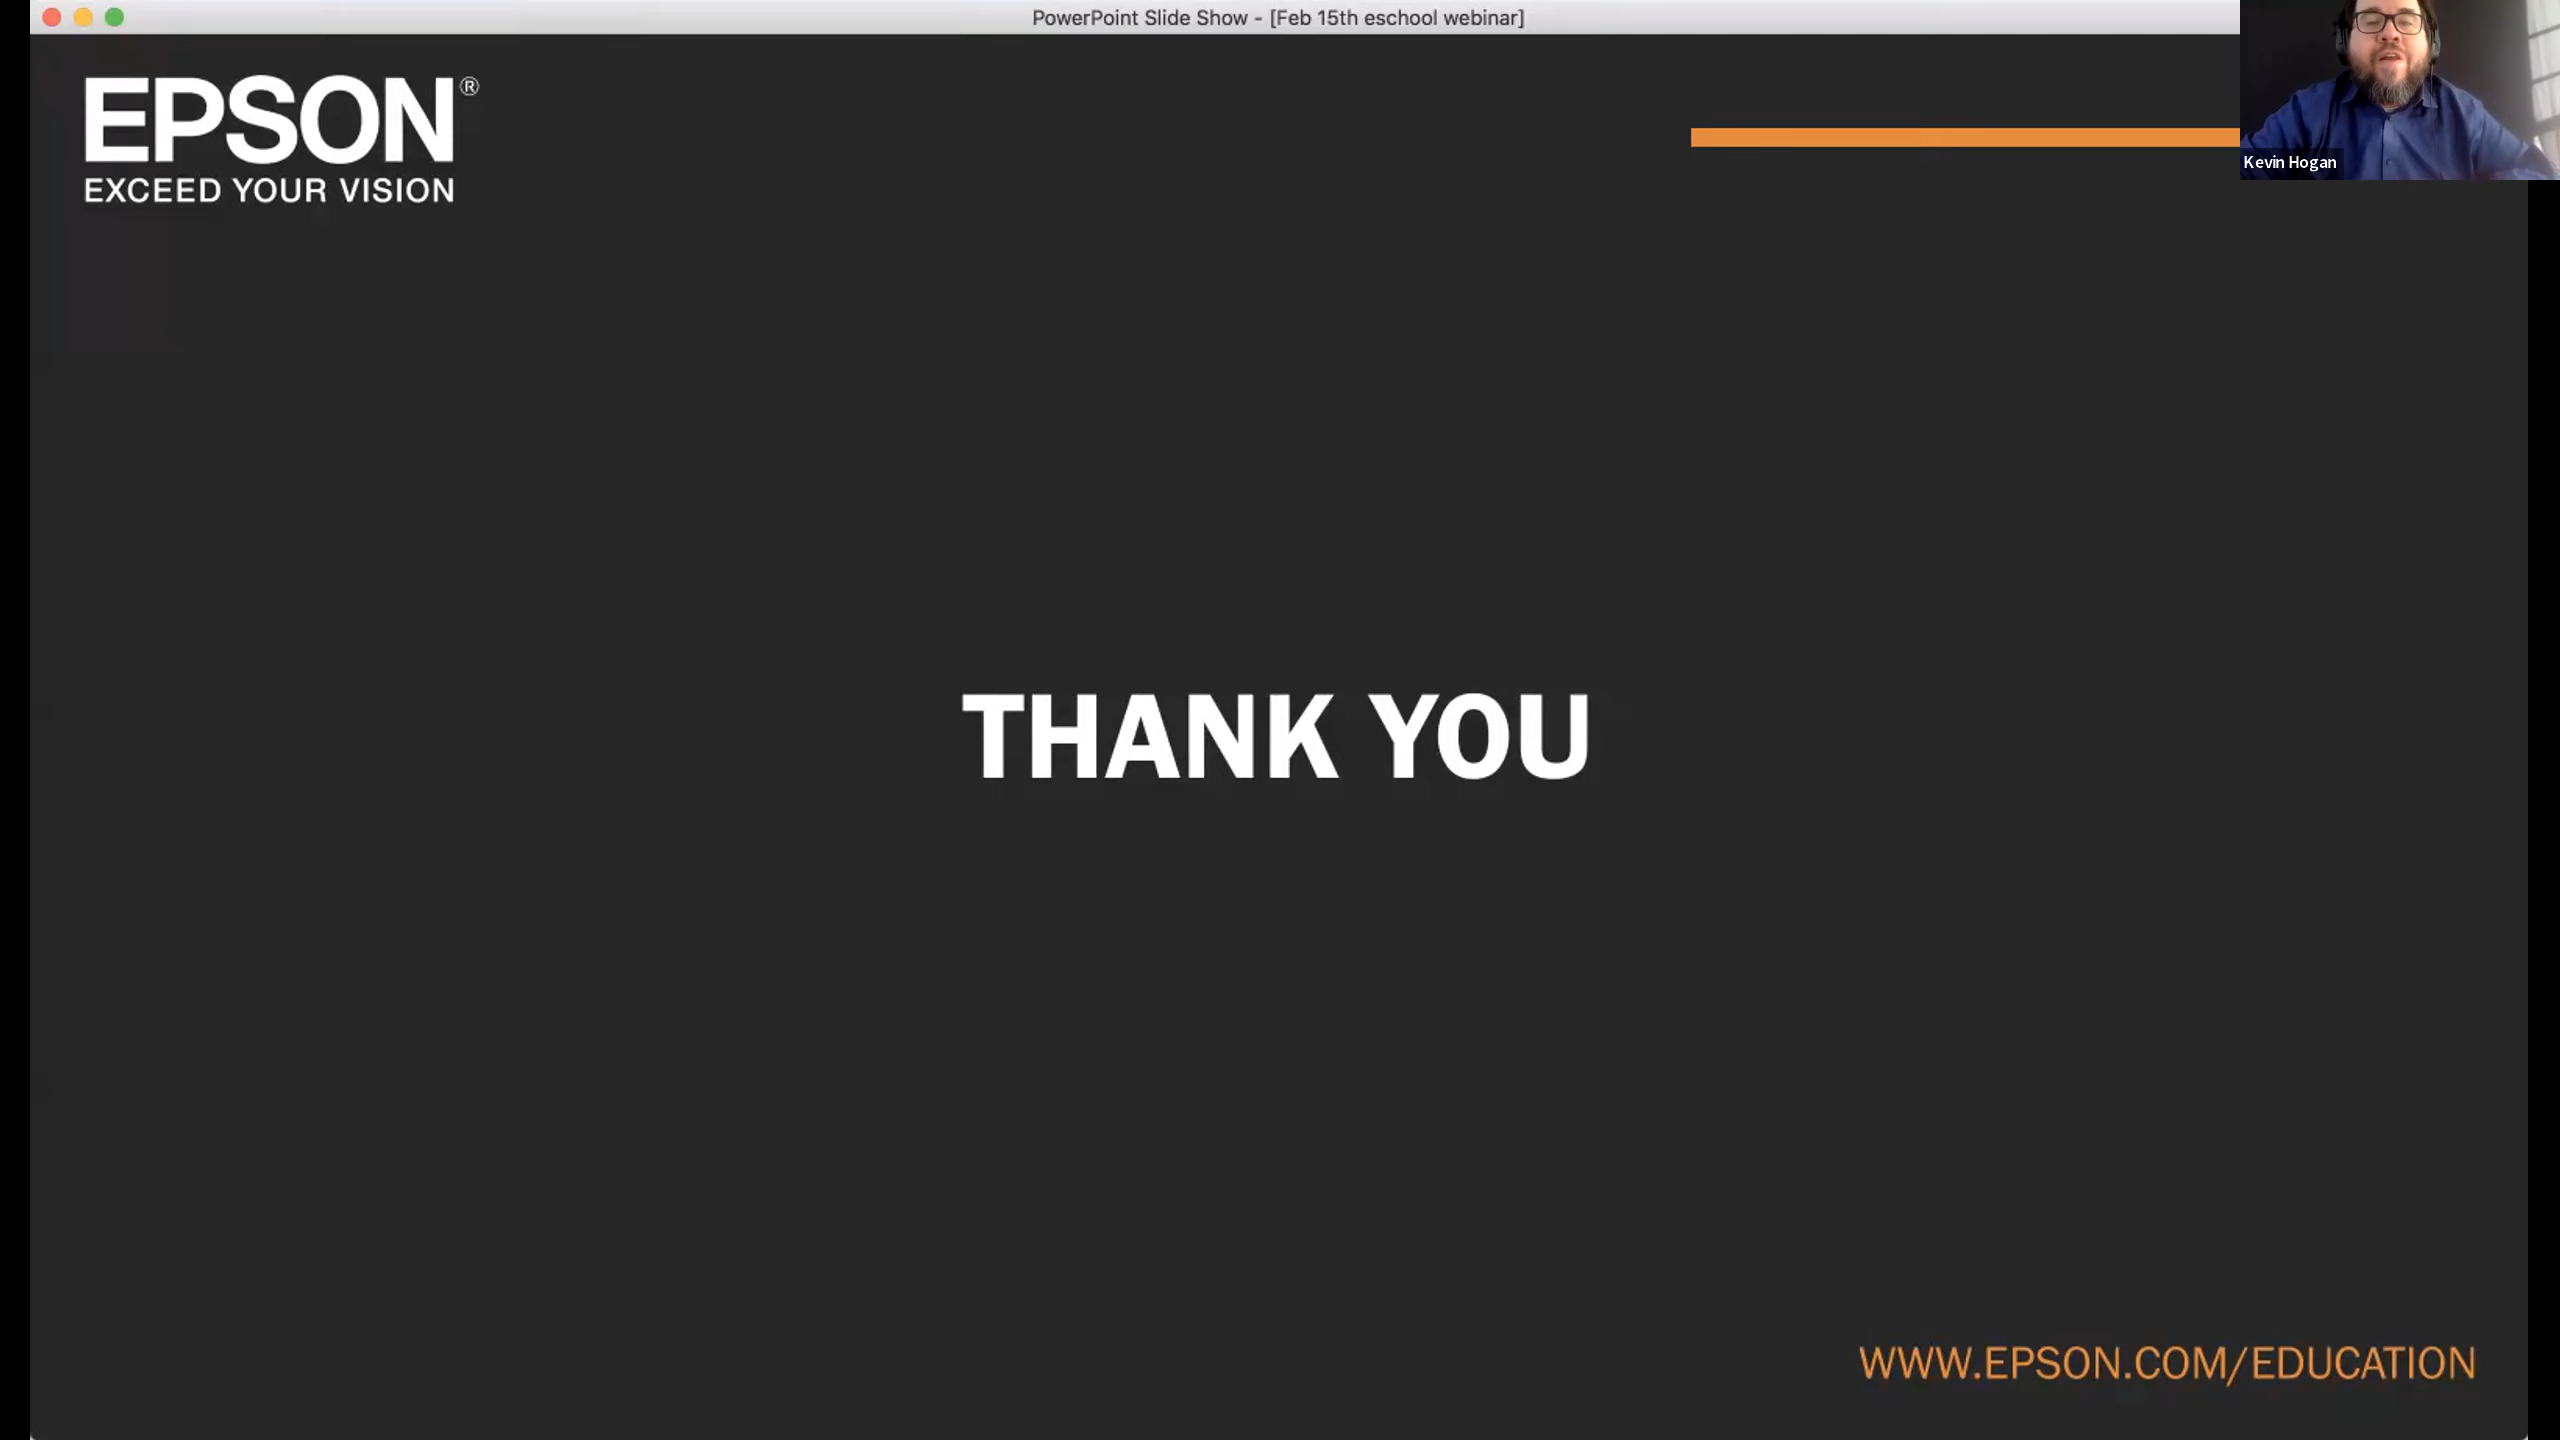 PowerPoint Slide Show - [Feb 15th eschool webinar]
EPSON®
EXCEED YOUR VISION
Kevin Hogan
THANK YOU
WWW.EPSON.COM/EDUCATION